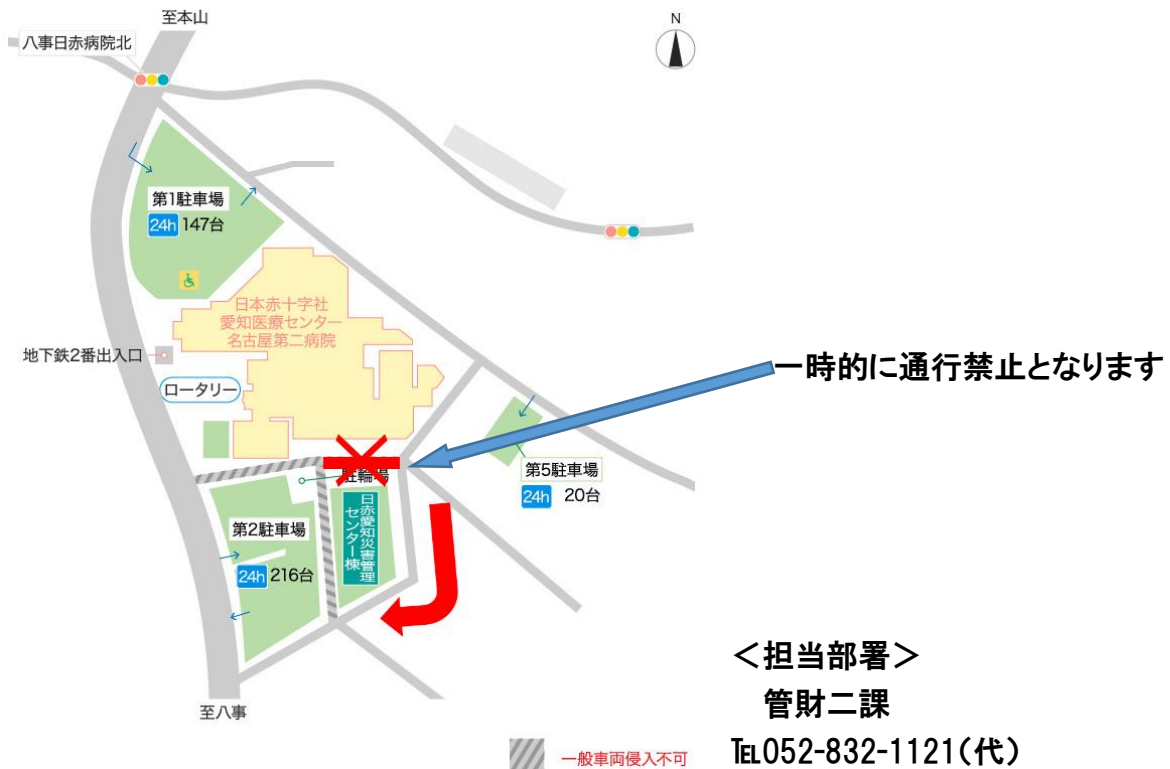 至本山
N
八事日赤病院北
第1駐車場
24h 147台
日本赤十字社
愛知医療センター
名古屋第二病院
地下鉄2番出入口
ロータリー
一時的に通行禁止となります
駐輪場
第5駐車場
24h 20台
日赤愛知災害管理
センター棟
第2駐車場
24h 216台
至八事
<担当部署>
管財二課
℡052-832-1121(代)
一般車両侵入不可